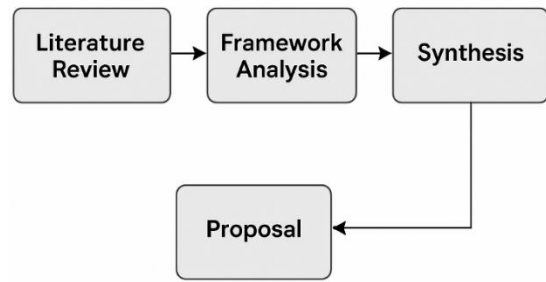 Literature
Review
Framework
Analysis
Synthesis
Proposal